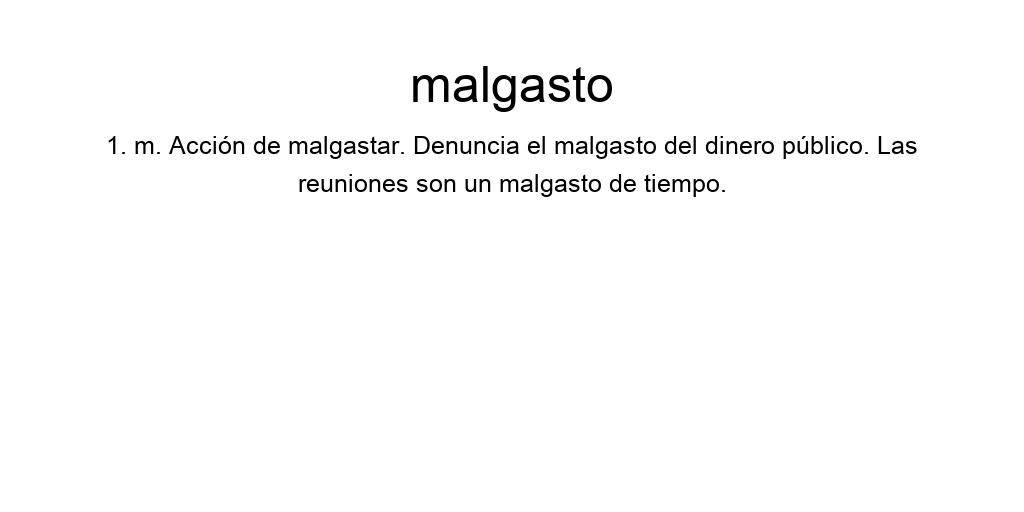 malgasto
1. m. Acción de malgastar. Denuncia el malgasto del dinero público. Las
reuniones son un malgasto de tiempo.